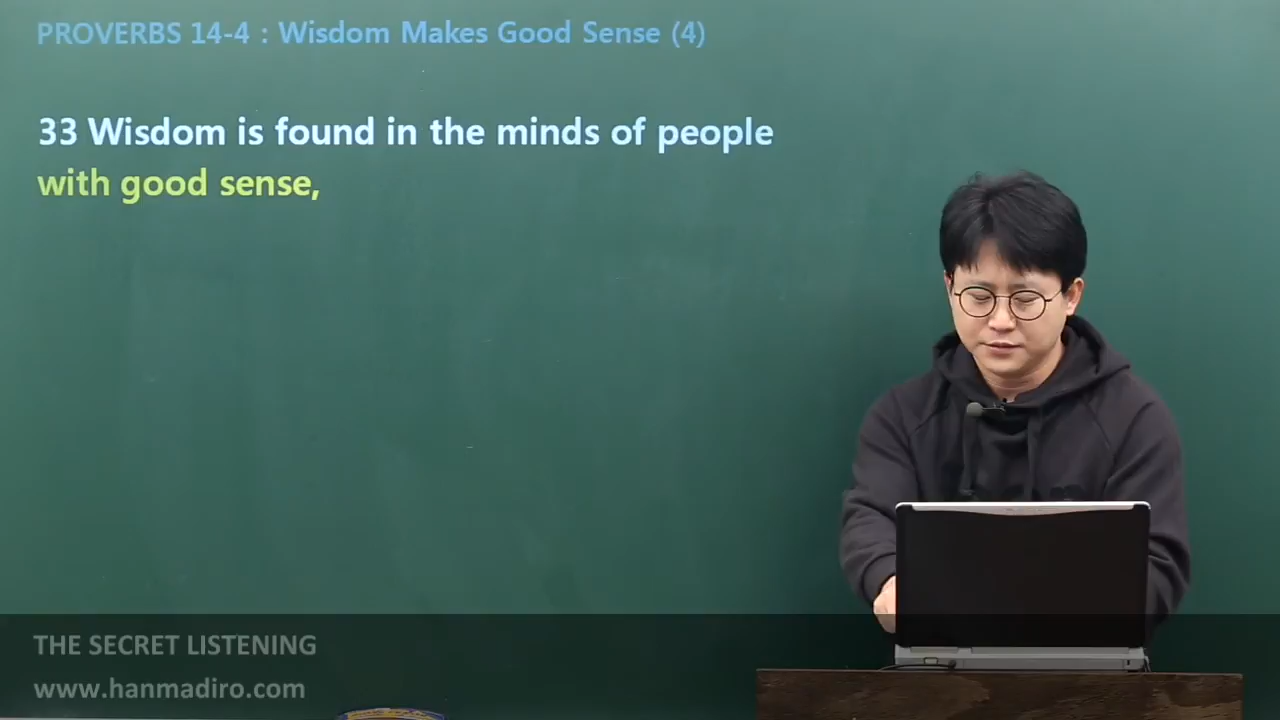 PROVERBS 14-4 : Wisdom Makes Good Sense (4)
33 Wisdom is found in the minds of people
with good sense,
THE SECRET LISTENING
www.hanmadiro.com